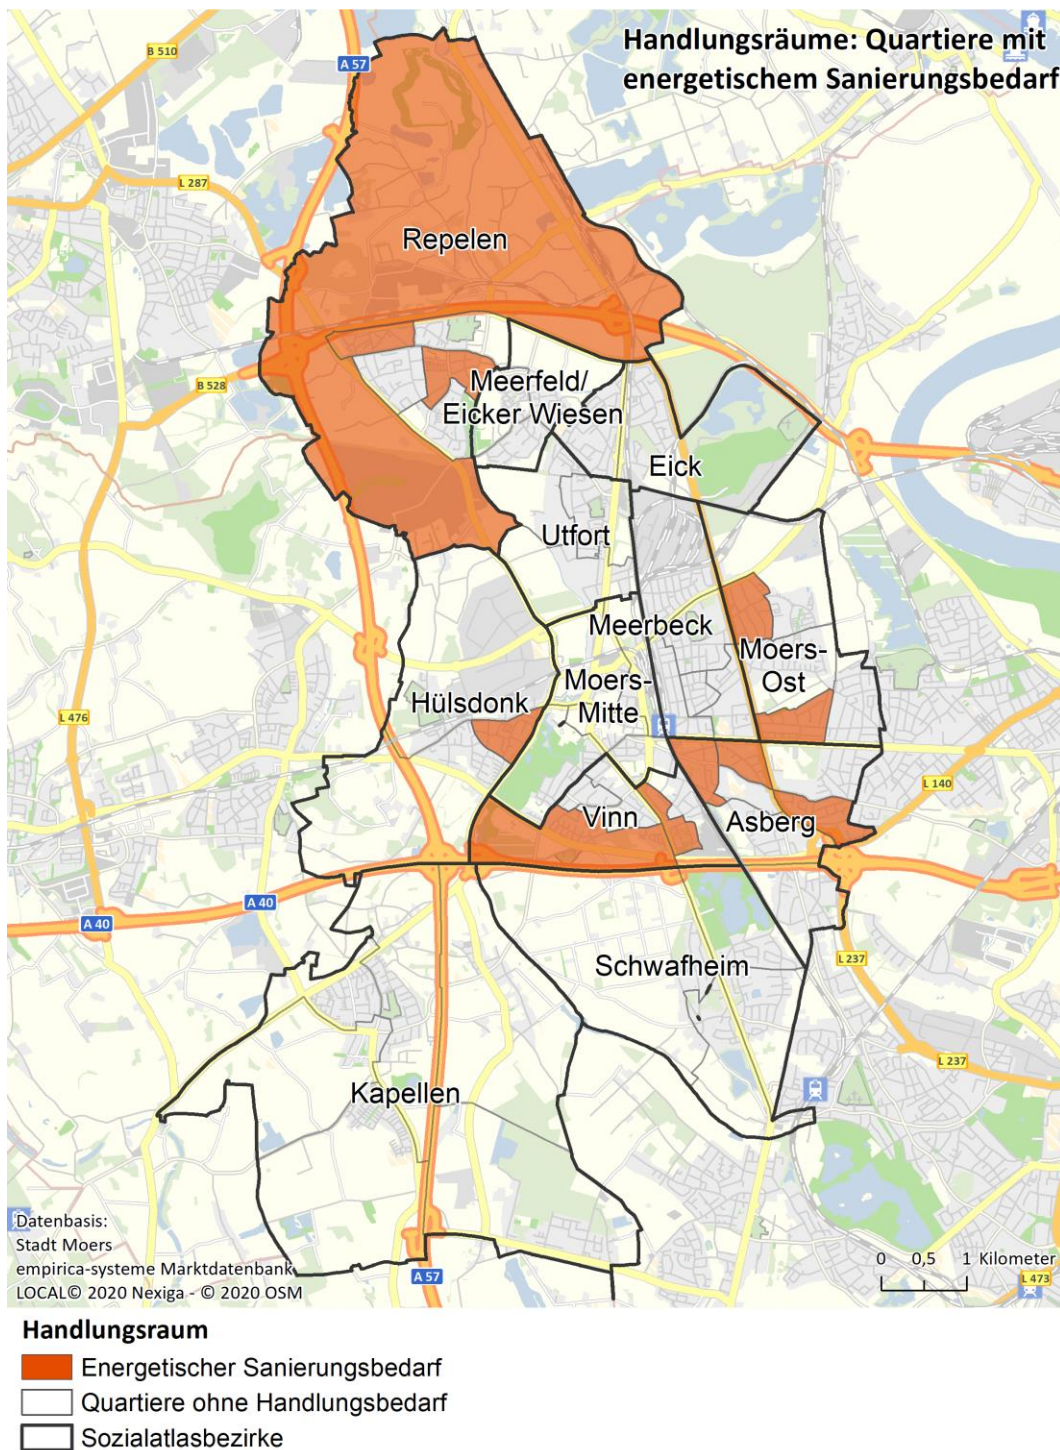 Handlungsräume: Quartiere mit
energetischem Sanierungsbedarf
B 510
A 57
L 287
Repelen
B 528
Meerfeld/
Eicker Wiesen
Eick
Utfort
Meerbeck
Moers-
Ost
Moers-
Mitte
Hülsdonk
L 476
L 140
Vinn
Asberg
A 40
A 40
Schwafheim
L 237
L 237
Kapellen
A 57
L 473
0 0,5 1 Kilometer
Datenbasis:
Stadt Moers
empirica-systeme Marktdatenbank
LOCAL© 2020 Nexiga - © 2020 OSM
Handlungsraum
Energetischer Sanierungsbedarf
Quartiere ohne Handlungsbedarf
Sozialatlasbezirke